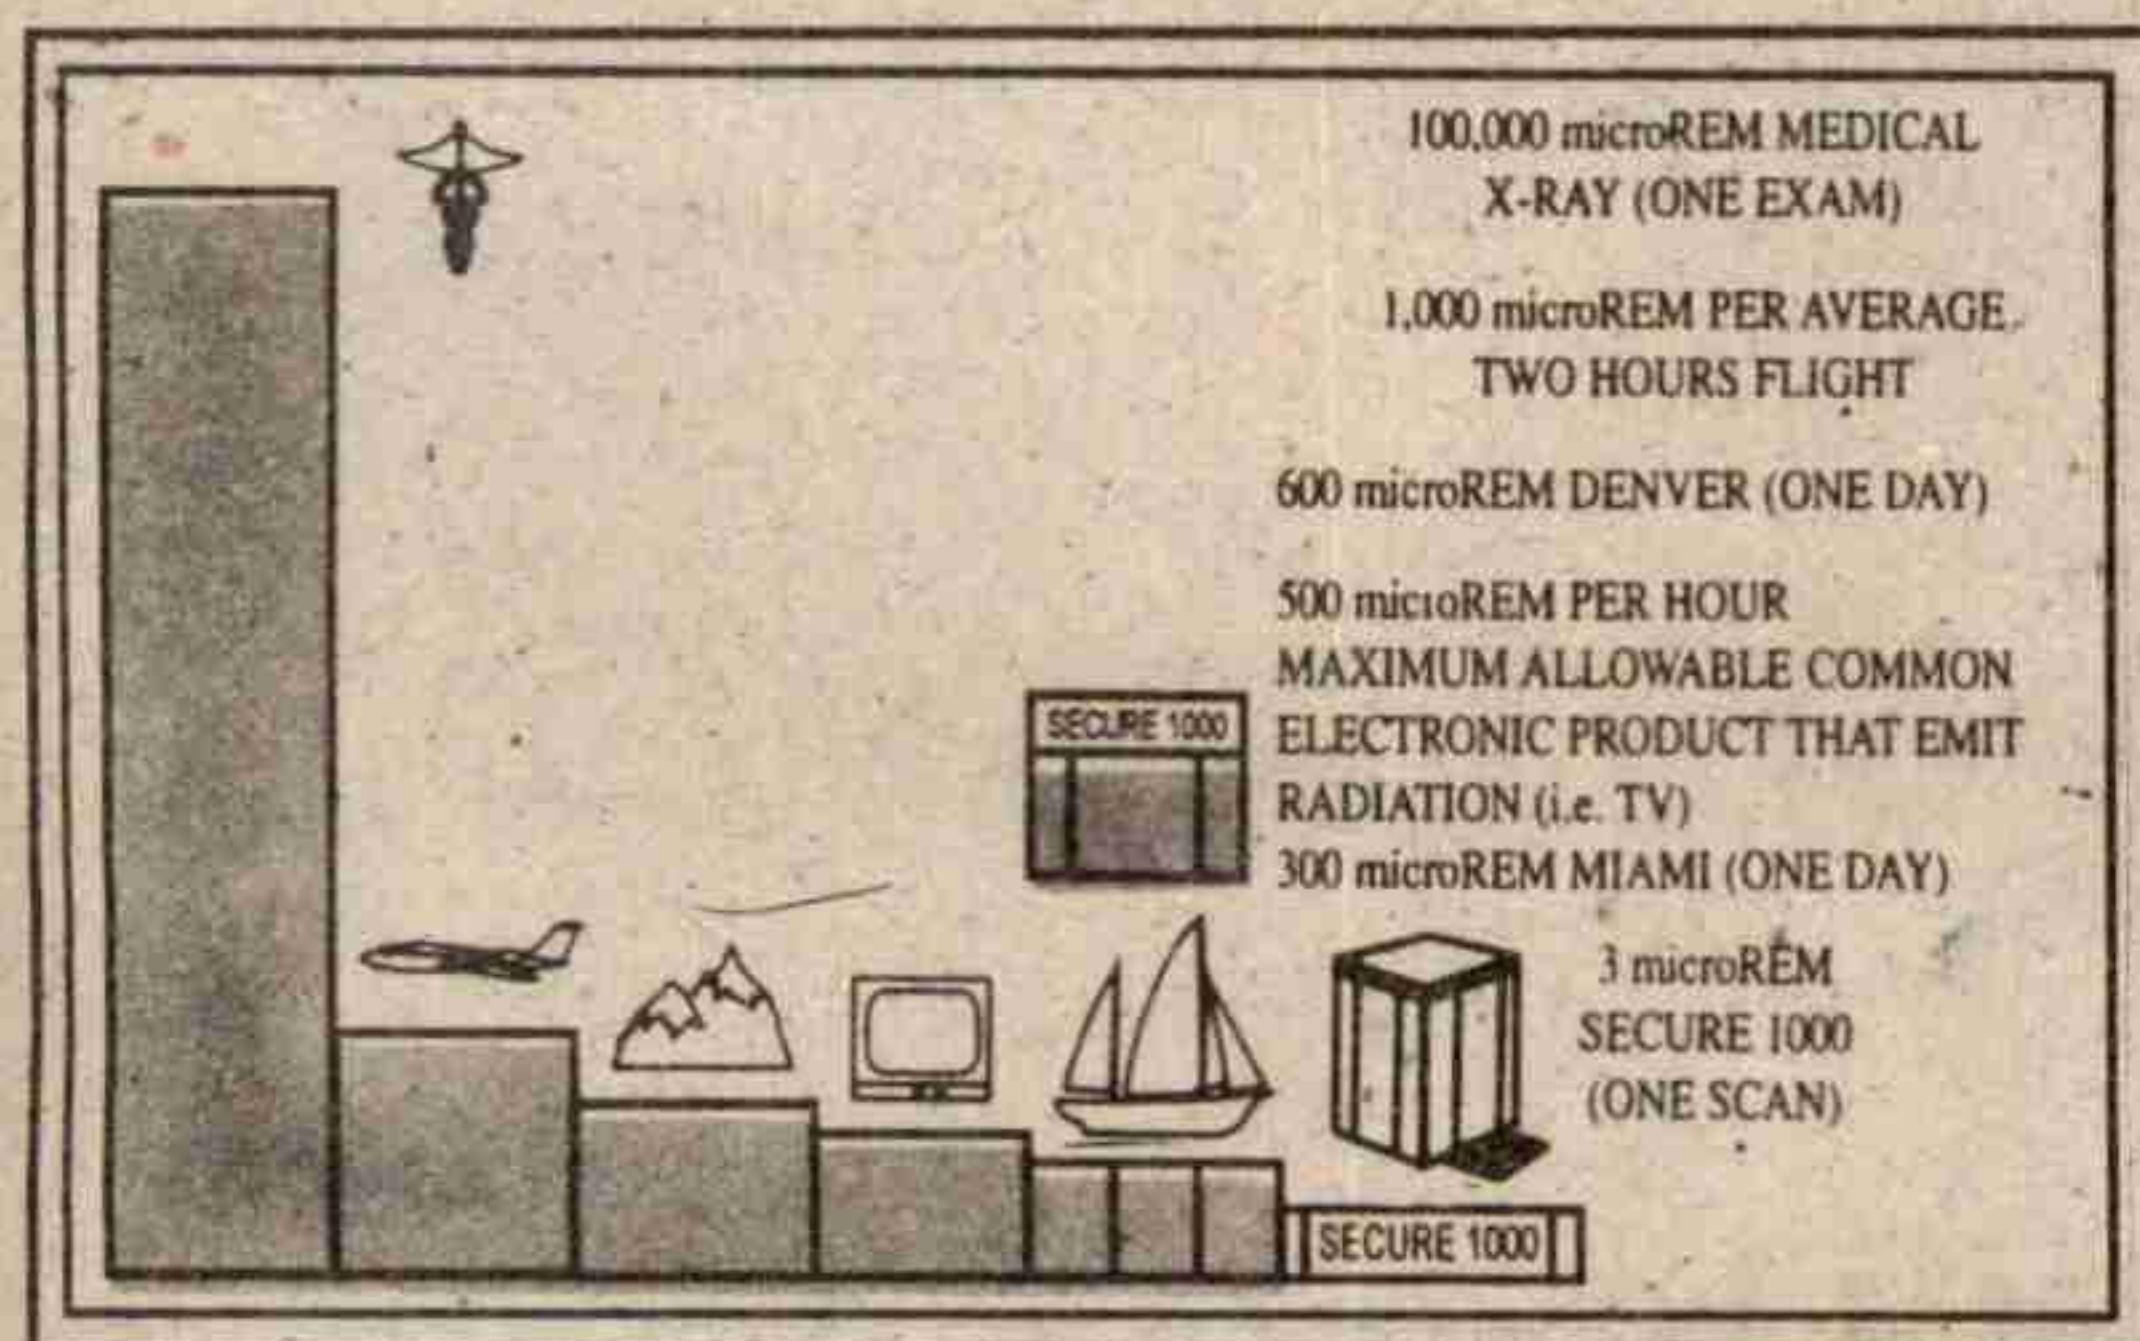 100,000 microREM MEDICAL
X-RAY (ONE EXAM)
1,000 microREM PER AVERAGE
TWO HOURS FLIGHT
600 microREM DENVER (ONE DAY)
500 microREM PER HOUR
MAXIMUM ALLOWABLE COMMON
ELECTRONIC PRODUCT THAT EMIT
RADIATION (i.e. TV)
300 microREM MIAMI (ONE DAY)
SECURE 1000
3 microREM
SECURE 1000
(ONE SCAN)
SECURE 1000